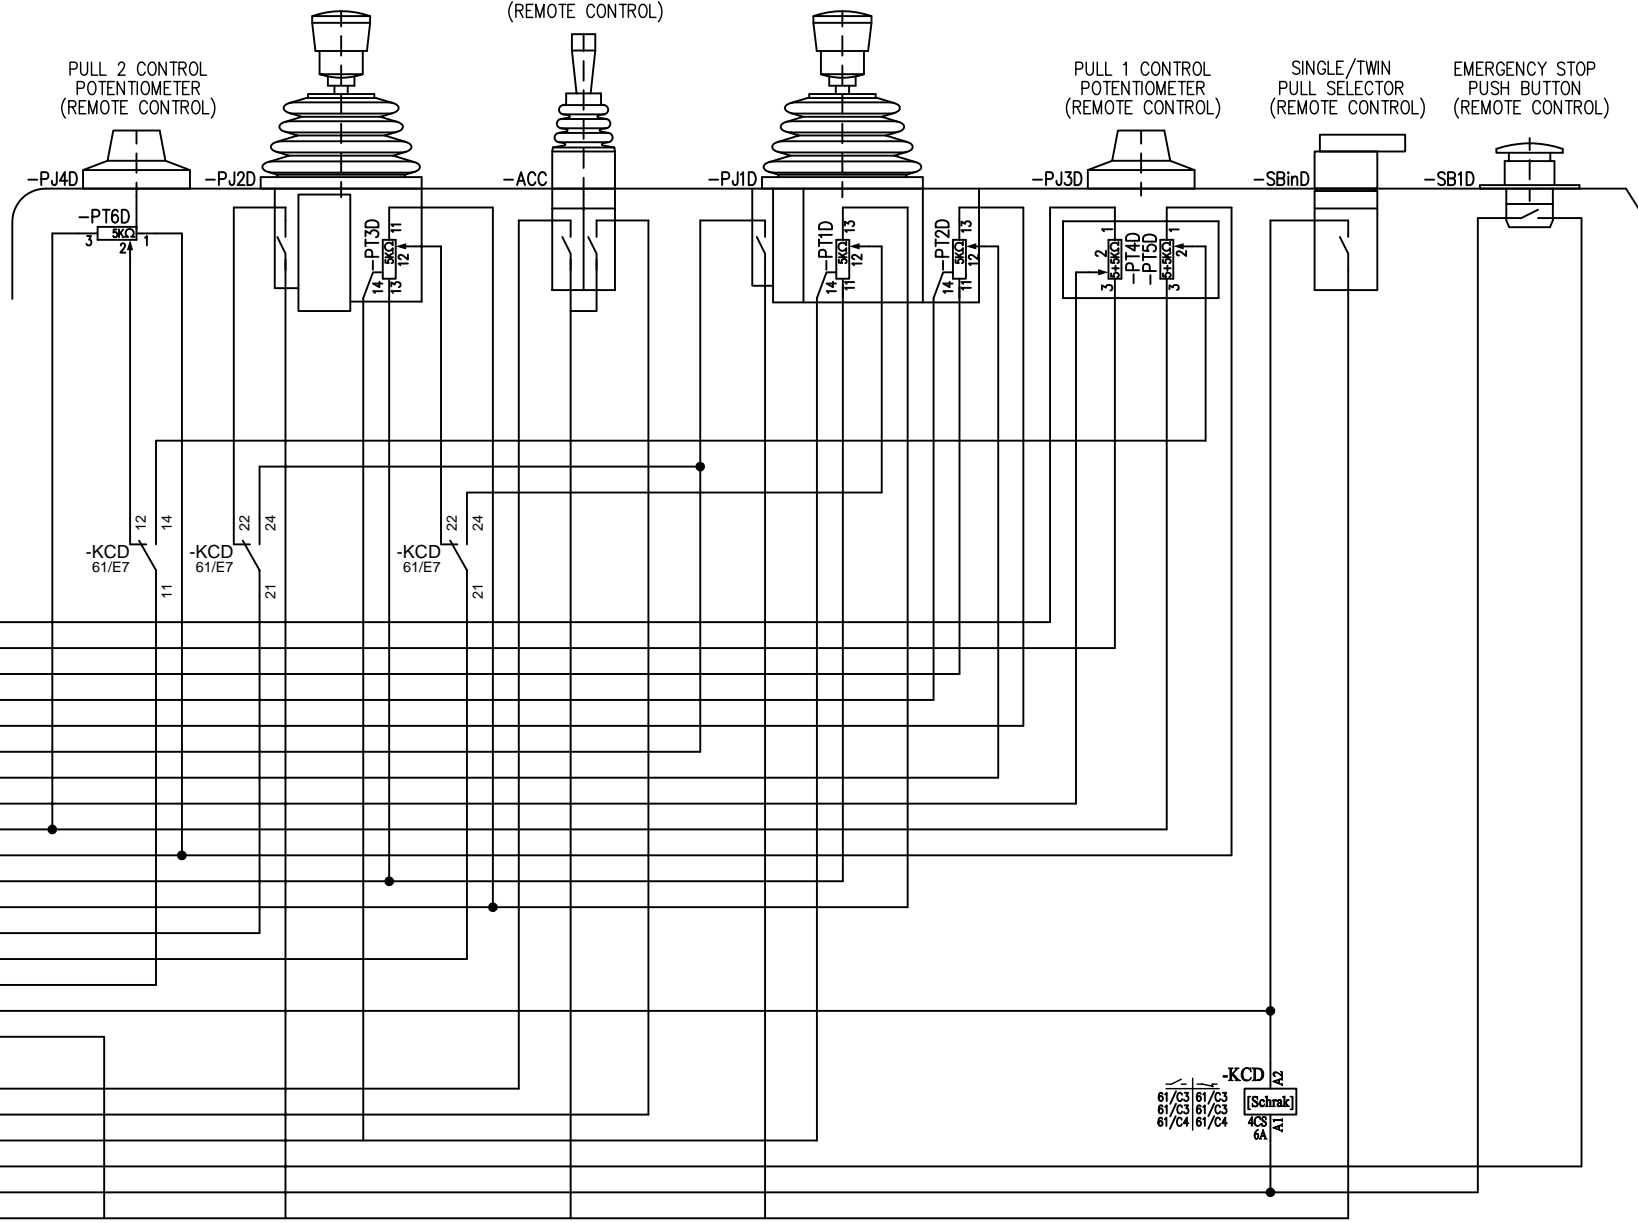 (REMOTE CONTROL)
PULL 2 CONTROL
POTENTIOMETER
(REMOTE CONTROL)
PULL 1 CONTROL
POTENTIOMETER
(REMOTE CONTROL)
SINGLE/TWIN
PULL SELECTOR
(REMOTE CONTROL)
EMERGENCY STOP
PUSH BUTTON
(REMOTE CONTROL)
-PJ4D
-PJ2D
-ACC
-PJ1D
-PJ3D
-SBinD
-SB1D
-PT6D
3
5KΩ
1
2
-PT3D
11
5KΩ
12
14
13
-PT1D
13
5KΩ
12
14
11
-PT2D
13
5KΩ
12
14
11
1
2
5+5KΩ
3
-PT4D
-PT5D
1
5+5KΩ
2
3
12
14
-KCD
61/E7
11
22
24
-KCD
61/E7
21
22
24
-KCD
61/E7
21
-KCD
A2
[Schrak]
4CS
6A
A1
61/C3 61/C3
61/C3 61/C3
61/C4 61/C4